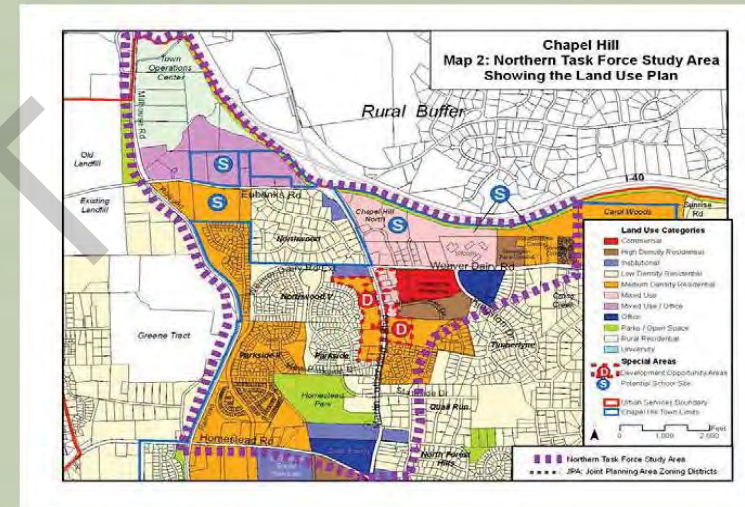 Chapel Hill
Map 2: Northern Task Force Study Area
Showing the Land Use Plan
Town
Operations
Center
Millhouse Rd
Rural Buffer
Old
Landfill
S
I-40
Existing
Landfill
S
Eubanks Rd
S
Carol Woods
Sunrise
Rd
Chapel Hill
North
S
Northwood
Weaver Dairy Rd
Northwood V
D
D
Greene Tract
Parkside II
Parkside
Timberlyne
Homestead
Park
Quail Run
Homestead Rd
North Forest
Hills
Land Use Categories
Commercial
High Density Residential
Institutional
Low Density Residential
Medium Density Residential
Mixed Use
Mixed Use / Office
Office
Parks / Open Space
Rural Residential
University
Special Areas
D Development Opportunity Areas
S Potential School Site
Urban Services Boundary
Chapel Hill Town Limits
Feet
0 1,000 2,000
Northern Task Force Study Area
JPA: Joint Planning Area Zoning Districts